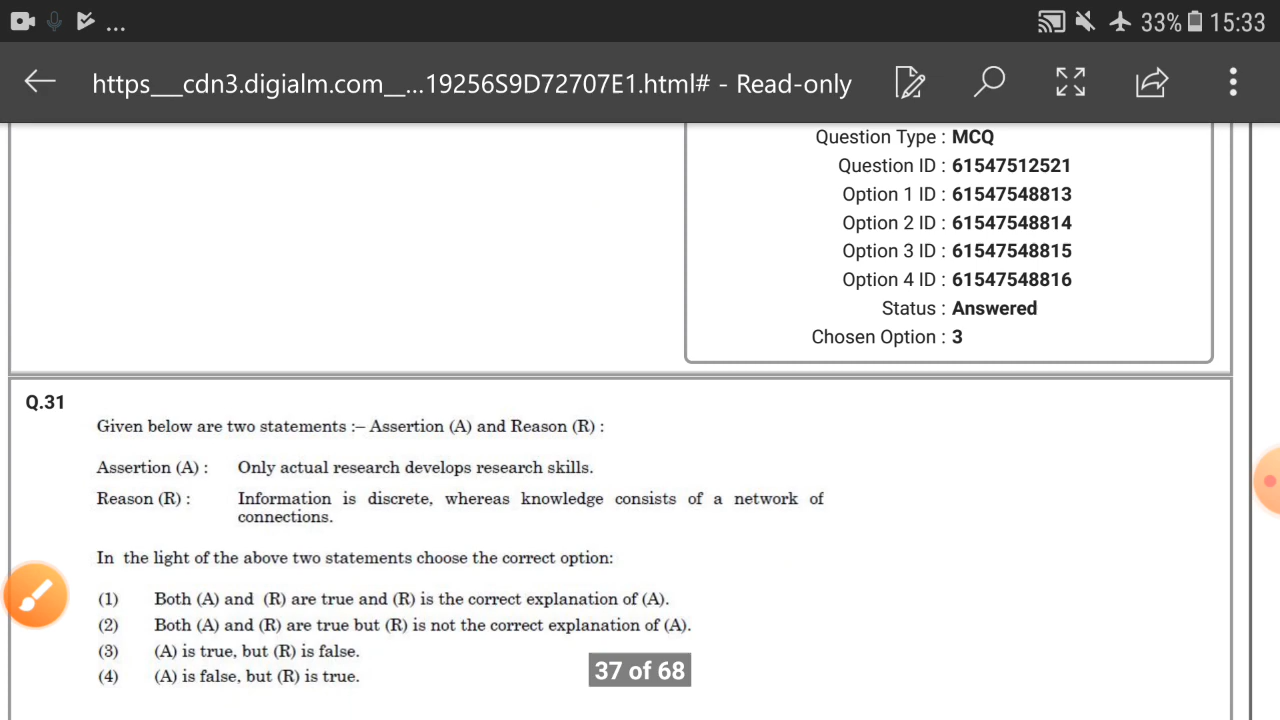 ...
33% 15:33
https___cdn3.digialm.com__...19256S9D72707E1.html# - Read-only
Question Type : MCQ
Question ID : 61547512521
Option 1 ID : 61547548813
Option 2 ID : 61547548814
Option 3 ID : 61547548815
Option 4 ID : 61547548816
Status : Answered
Chosen Option : 3
Q.31
Given below are two statements :– Assertion (A) and Reason (R) :
Assertion (A) : Only actual research develops research skills.
Reason (R) : Information is discrete, whereas knowledge consists of a network of
connections.
In the light of the above two statements choose the correct option:
(1) Both (A) and (R) are true and (R) is the correct explanation of (A).
(2) Both (A) and (R) are true but (R) is not the correct explanation of (A).
(3) (A) is true, but (R) is false.
(4) (A) is false, but (R) is true.
37 of 68